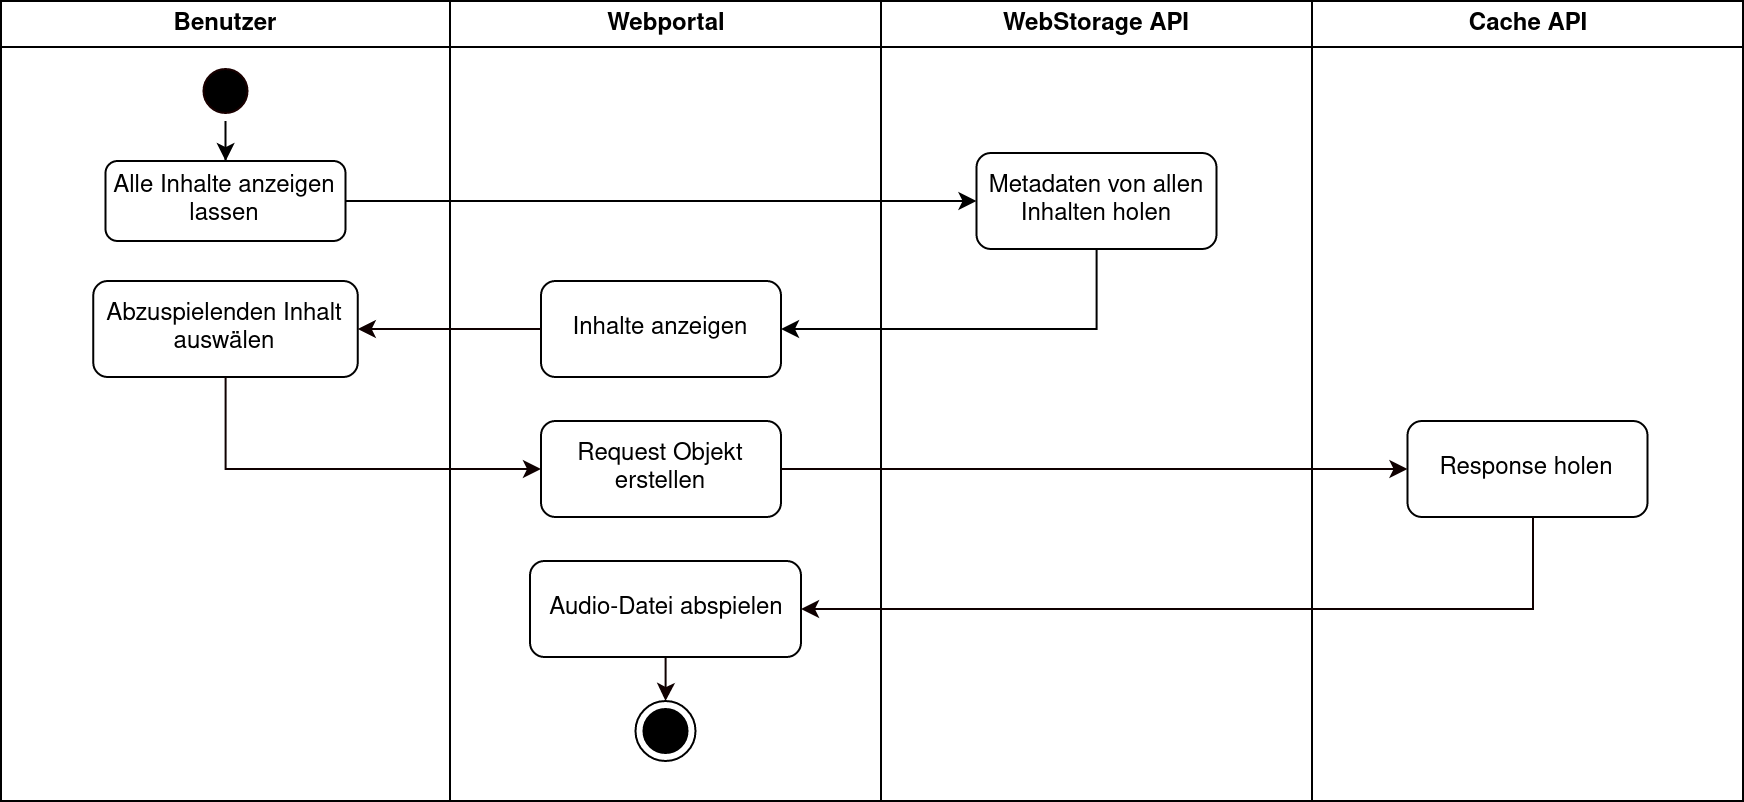 Benutzer
Webportal
WebStorage API
Cache API
Alle Inhalte anzeigen
lassen
Metadaten von allen
Inhalten holen
Abzuspielenden Inhalt
auswälen
Inhalte anzeigen
Request Objekt
erstellen
Response holen
Audio-Datei abspielen